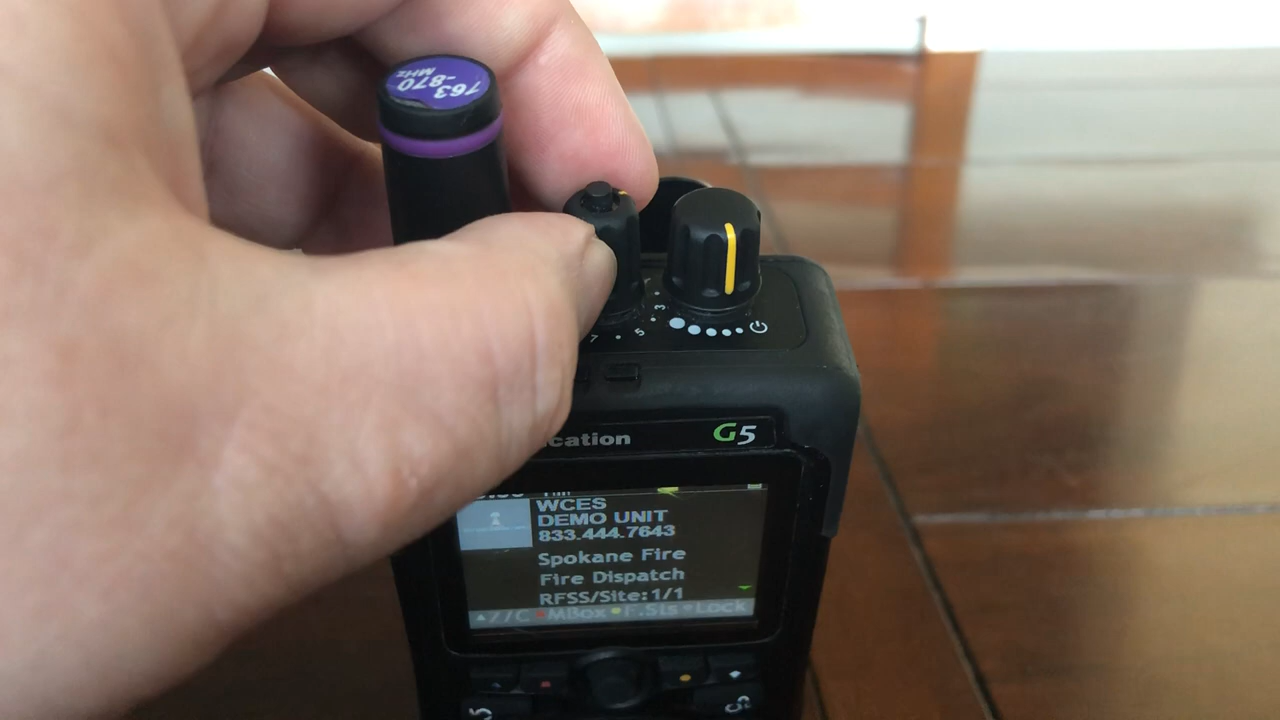 763
-870
MHz
3
5
7
cation
G5
WCES
DEMO UNIT
833.444.7643
Spokane Fire
Fire Dispatch
RFSS/Site:1/1
7/C MBox F.Sts Lock